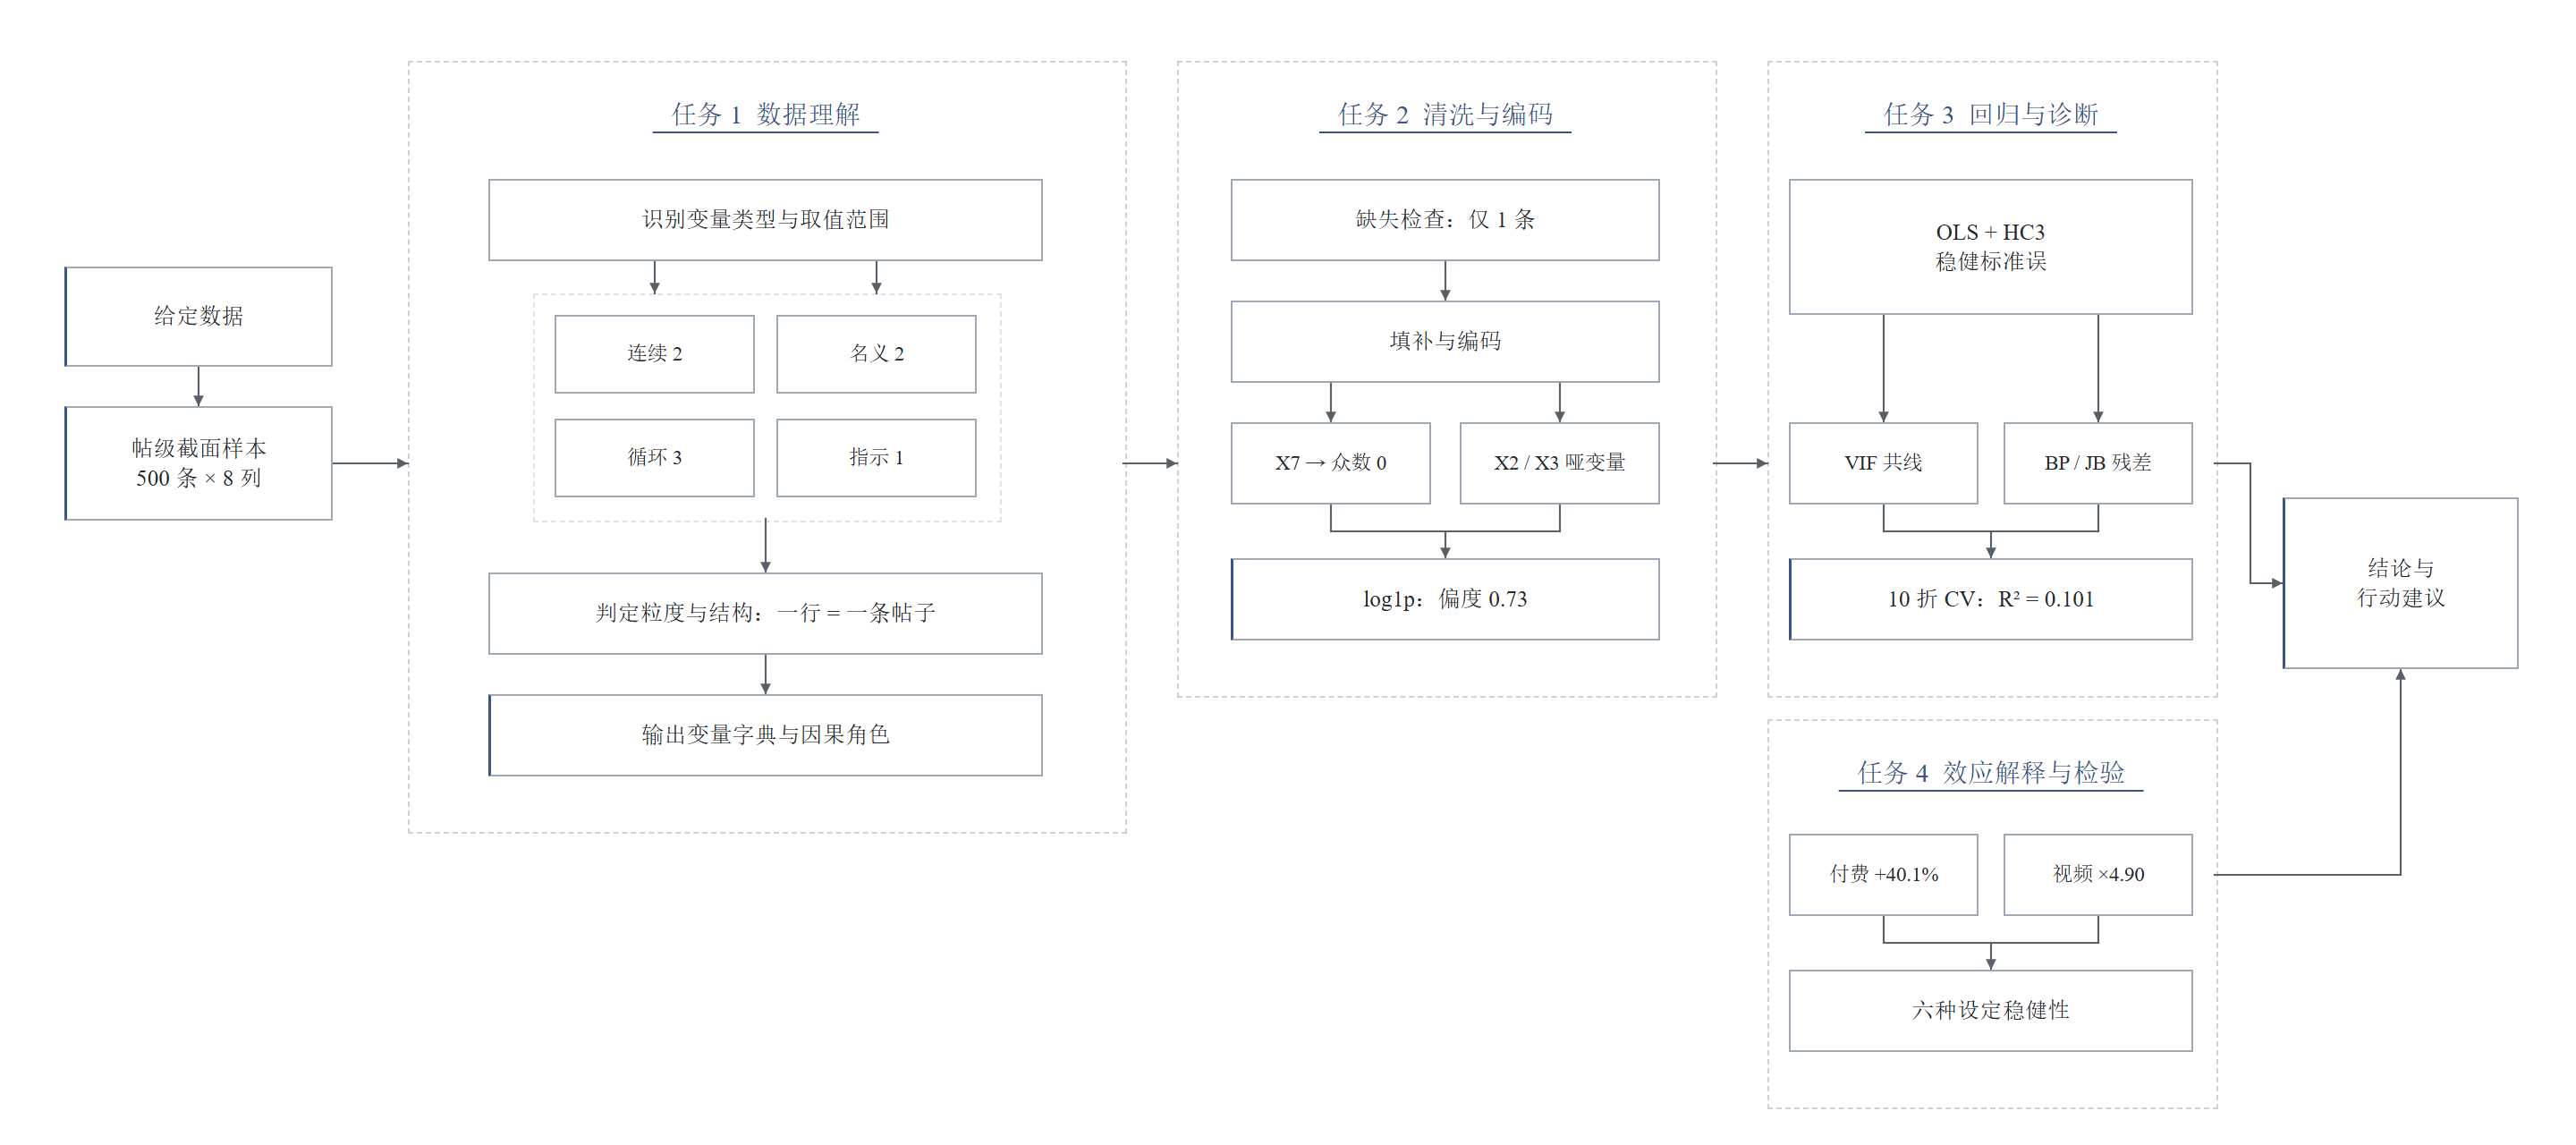 给定数据
帖级截面样本
500 条 × 8 列
任务 1 数据理解
识别变量类型与取值范围
连续 2
名义 2
循环 3
指示 1
判定粒度与结构：一行 = 一条帖子
输出变量字典与因果角色
任务 2 清洗与编码
缺失检查：仅 1 条
填补与编码
X7 → 众数 0
X2 / X3 哑变量
log1p：偏度 0.73
任务 3 回归与诊断
OLS + HC3
稳健标准误
VIF 共线
BP / JB 残差
10 折 CV：R² = 0.101
任务 4 效应解释与检验
付费 +40.1%
视频 ×4.90
六种设定稳健性
结论与
行动建议